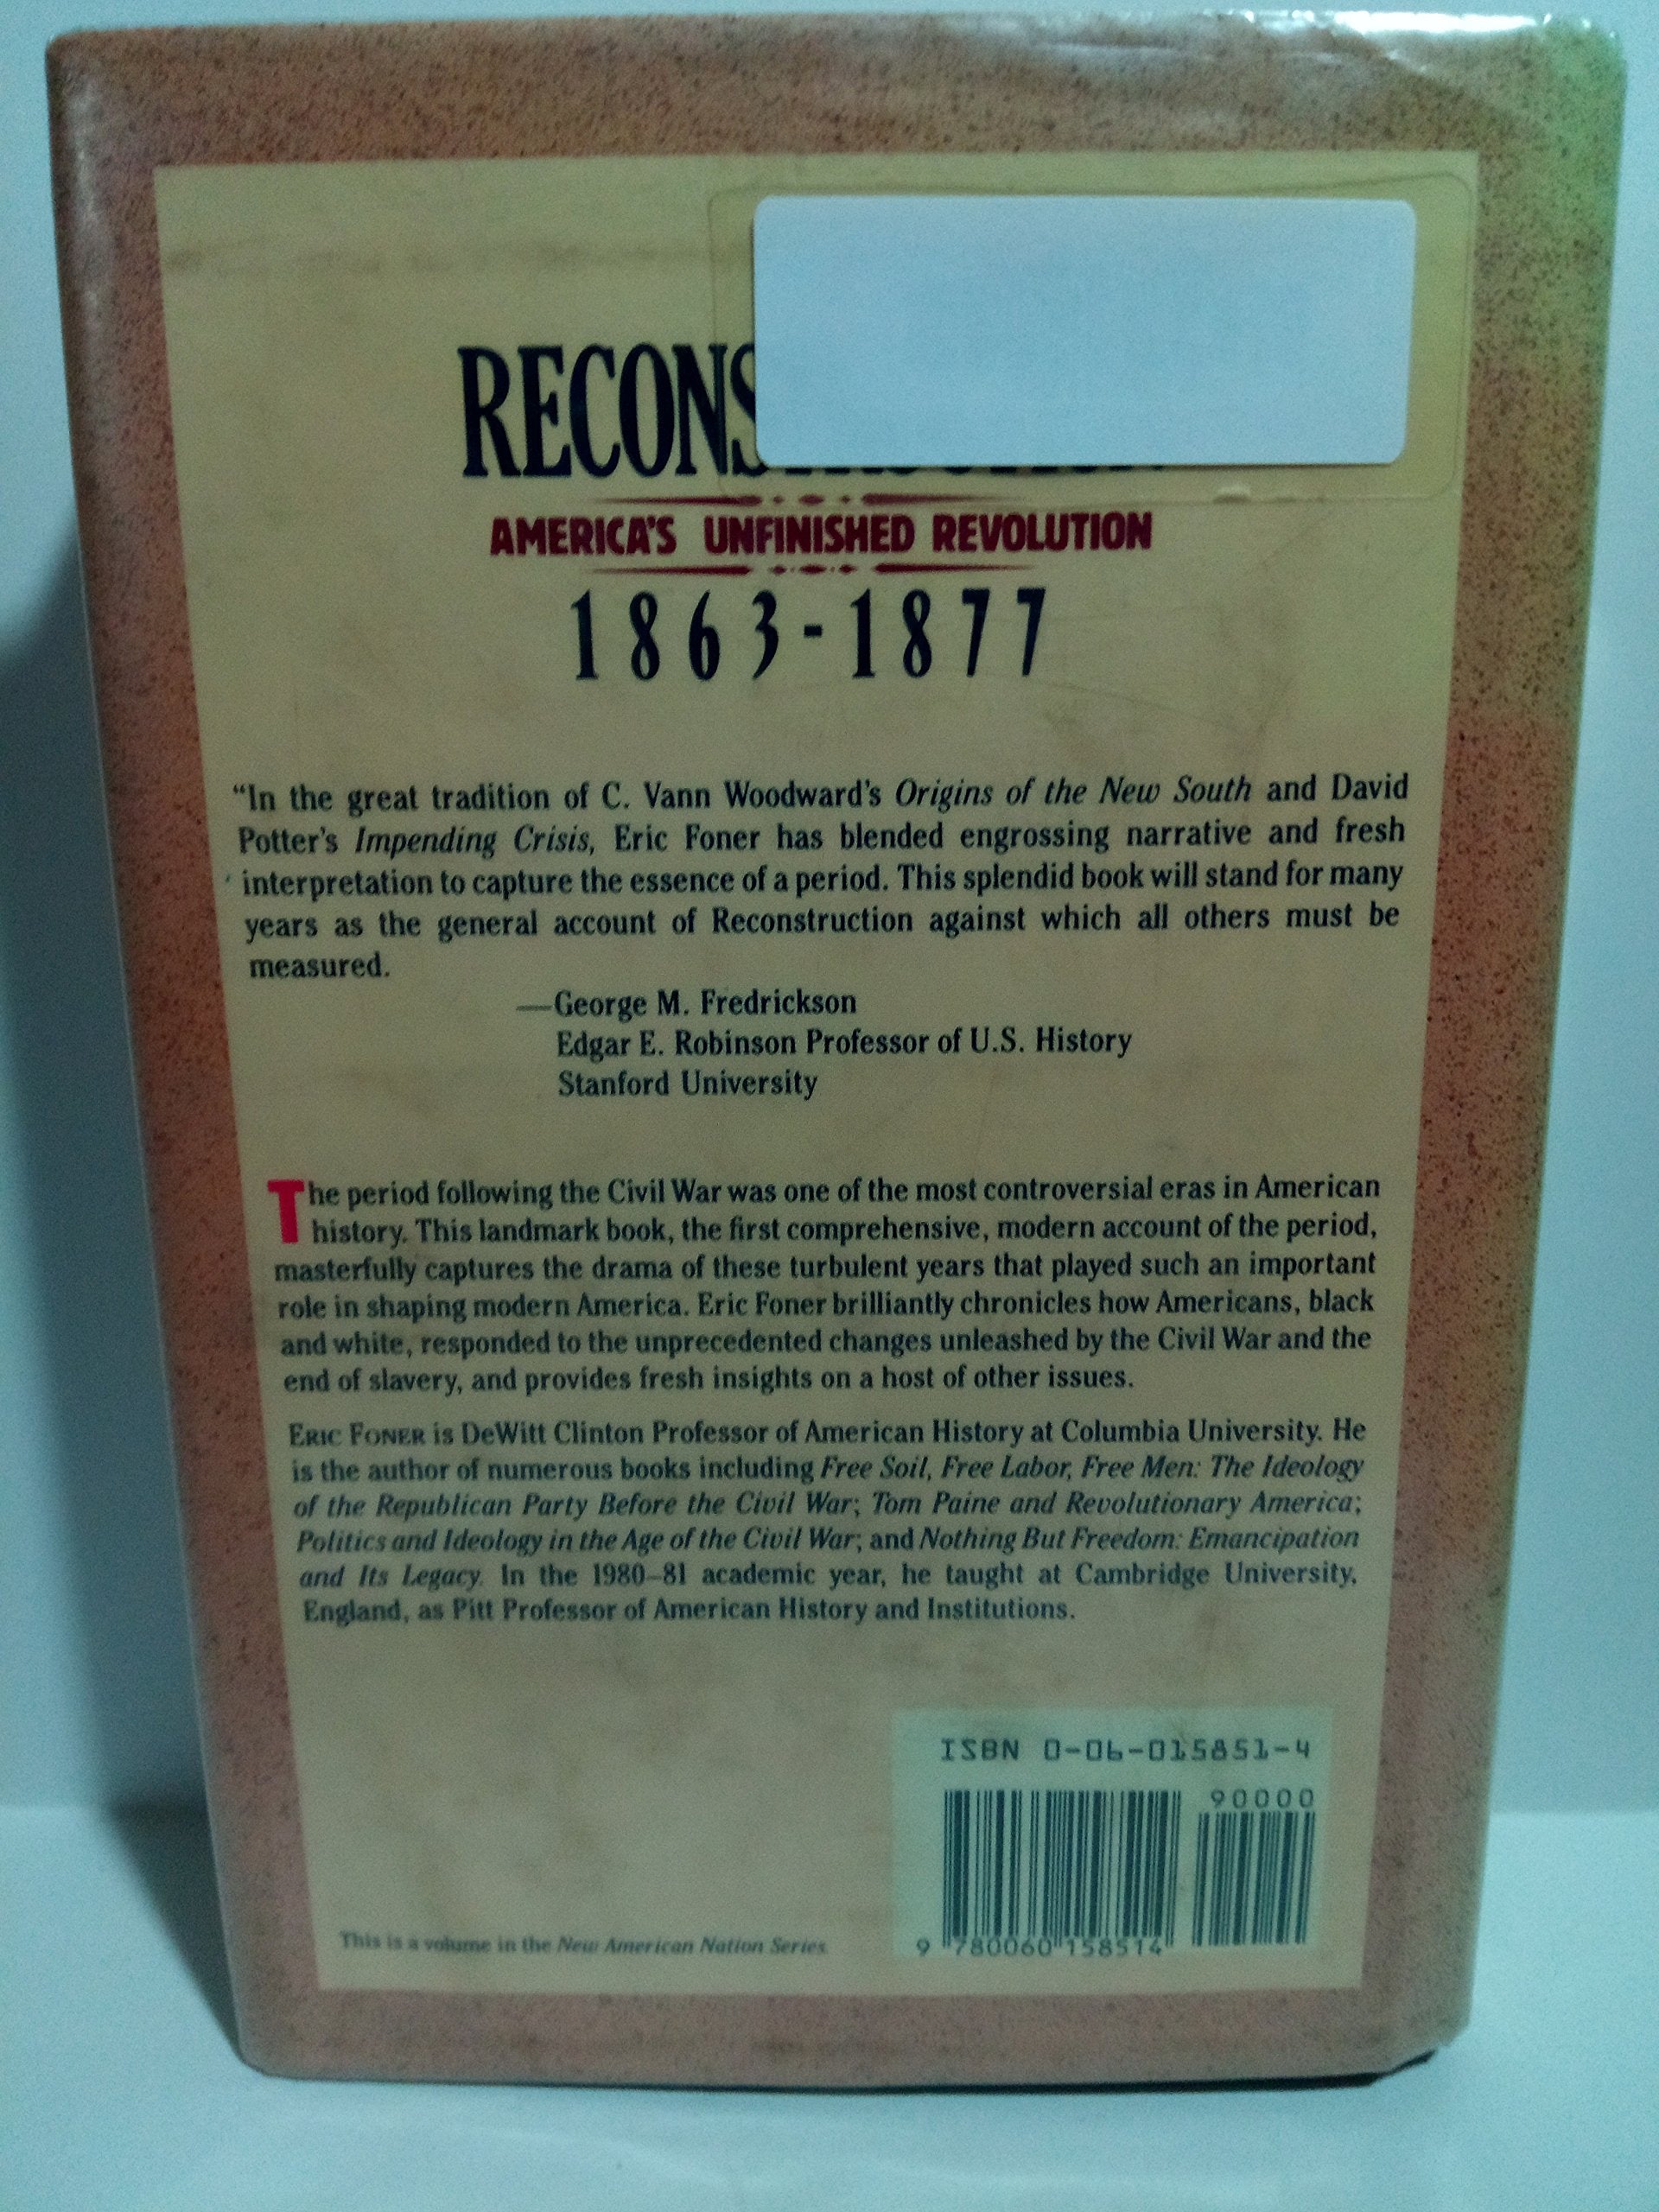 RECONS
AMERICA'S UNFINISHED REVOLUTION
1863-1877
“In the great tradition of C. Vann Woodward's Origins of the New South and David
Potter's Impending Crisis, Eric Foner has blended engrossing narrative and fresh
interpretation to capture the essence of a period. This splendid book will stand for many
years as the general account of Reconstruction against which all others must be
measured.
—George M. Fredrickson
Edgar E. Robinson Professor of U.S. History
Stanford University
The period following the Civil War was one of the most controversial eras in American
history. This landmark book, the first comprehensive, modern account of the period,
masterfully captures the drama of these turbulent years that played such an important
role in shaping modern America. Eric Foner brilliantly chronicles how Americans, black
and white, responded to the unprecedented changes unleashed by the Civil War and the
end of slavery, and provides fresh insights on a host of other issues.
ERIC FONER is DeWitt Clinton Professor of American History at Columbia University. He
is the author of numerous books including Free Soil, Free Labor, Free Men: The Ideology
of the Republican Party Before the Civil War; Tom Paine and Revolutionary America;
Politics and Ideology in the Age of the Civil War; and Nothing But Freedom: Emancipation
and Its Legacy. In the 1980–81 academic year, he taught at Cambridge University,
England, as Pitt Professor of American History and Institutions.
ISBN 0-06-015851-4
90000
9 780060 158514
This is a volume in the New American Nation Series.